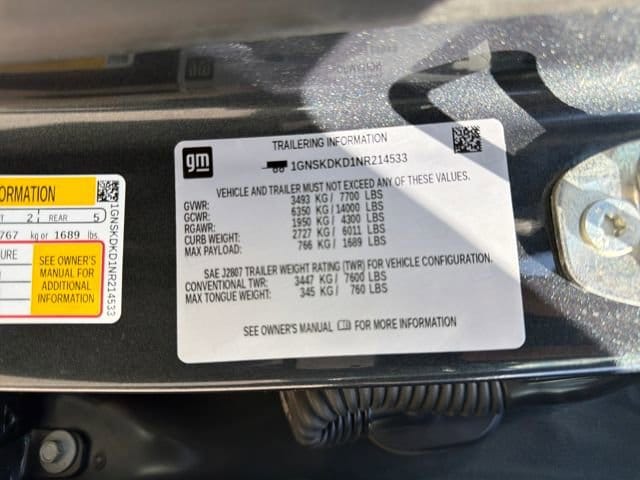 TRAILERING INFORMATION
gm
1GNSKDKD1NR214533
VEHICLE AND TRAILER MUST NOT EXCEED ANY OF THESE VALUES.
GVWR: 3493 KG/ 7700 LBS
GCWR: 6350 KG/ 14000 LBS
RGAWR: 1950 KG/ 4300 LBS
CURB WEIGHT: 2727 KG/ 6011 LBS
MAX PAYLOAD: 766 KG/ 1689 LBS
SAE J2807 TRAILER WEIGHT RATING (TWR) FOR VEHICLE CONFIGURATION.
CONVENTIONAL TWR: 3447 KG/ 7600 LBS
MAX TONGUE WEIGHT: 345 KG/ 760 LBS
SEE OWNER'S MANUAL FOR MORE INFORMATION
ORMATION
2 REAR 5
767 kg or 1689 lbs
URE
SEE OWNER'S
MANUAL FOR
ADDITIONAL
INFORMATION
1GNSKDKD1NR214533